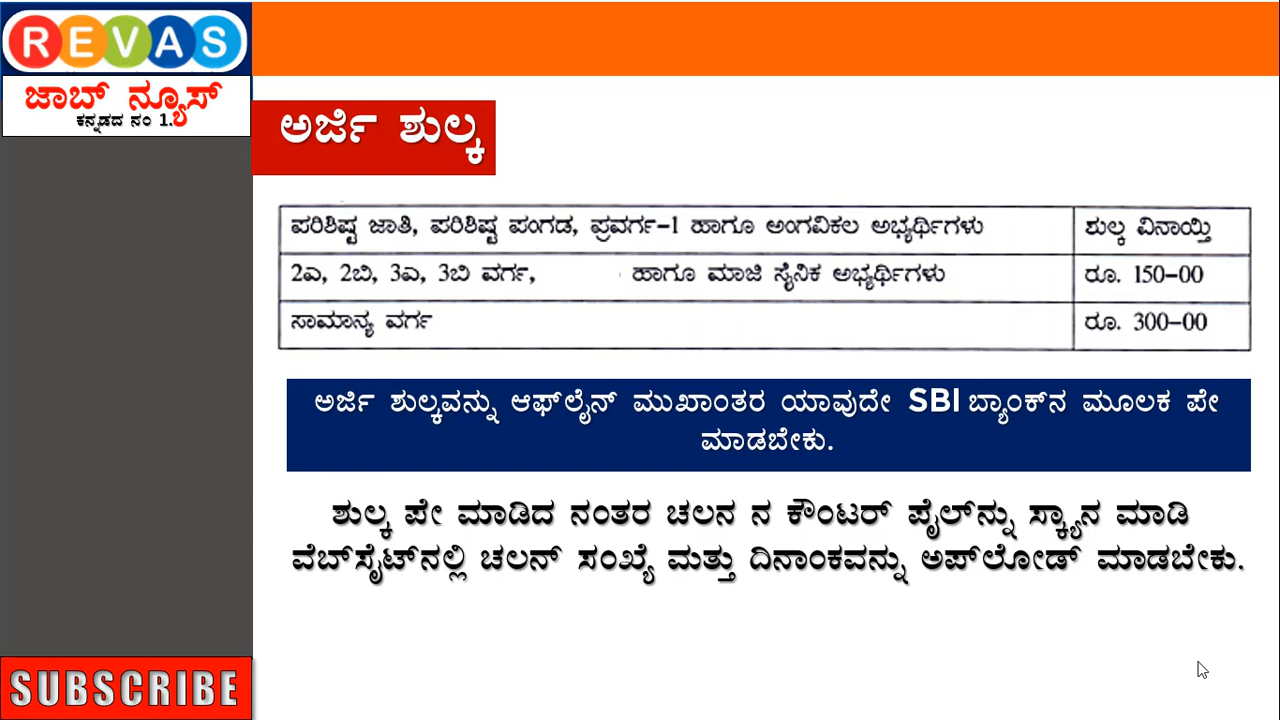 REVAS
ಜಾಬ್ ನ್ಯೂಸ್
ಕನ್ನಡದ ನಂ 1.
ಅರ್ಜಿ ಶುಲ್ಕ
ಪರಿಶಿಷ್ಟ ಜಾತಿ, ಪರಿಶಿಷ್ಟ ಪಂಗಡ, ಪ್ರವರ್ಗ-1 ಹಾಗೂ ಅಂಗವಿಕಲ ಅಭ್ಯರ್ಥಿಗಳು ಶುಲ್ಕ ವಿನಾಯ್ತಿ
2ಎ, 2ಬಿ, 3ಎ, 3ಬಿ ವರ್ಗ, ಹಾಗೂ ಮಾಜಿ ಸೈನಿಕ ಅಭ್ಯರ್ಥಿಗಳು ರೂ. 150-00
ಸಾಮಾನ್ಯ ವರ್ಗ ರೂ. 300-00
ಅರ್ಜಿ ಶುಲ್ಕವನ್ನು ಆಫ್‌ಲೈನ್ ಮುಖಾಂತರ ಯಾವುದೇ SBI ಬ್ಯಾಂಕ್‌ನ ಮೂಲಕ ಪೇ
ಮಾಡಬೇಕು.
ಶುಲ್ಕ ಪೇ ಮಾಡಿದ ನಂತರ ಚಲನ ನ ಕೌಂಟರ್ ಪೈಲ್‌ನ್ನು ಸ್ಕ್ಯಾನ ಮಾಡಿ
ವೆಬ್‌ಸೈಟ್‌ನಲ್ಲಿ ಚಲನ್ ಸಂಖ್ಯೆ ಮತ್ತು ದಿನಾಂಕವನ್ನು ಅಪ್‌ಲೋಡ್ ಮಾಡಬೇಕು.
SUBSCRIBE